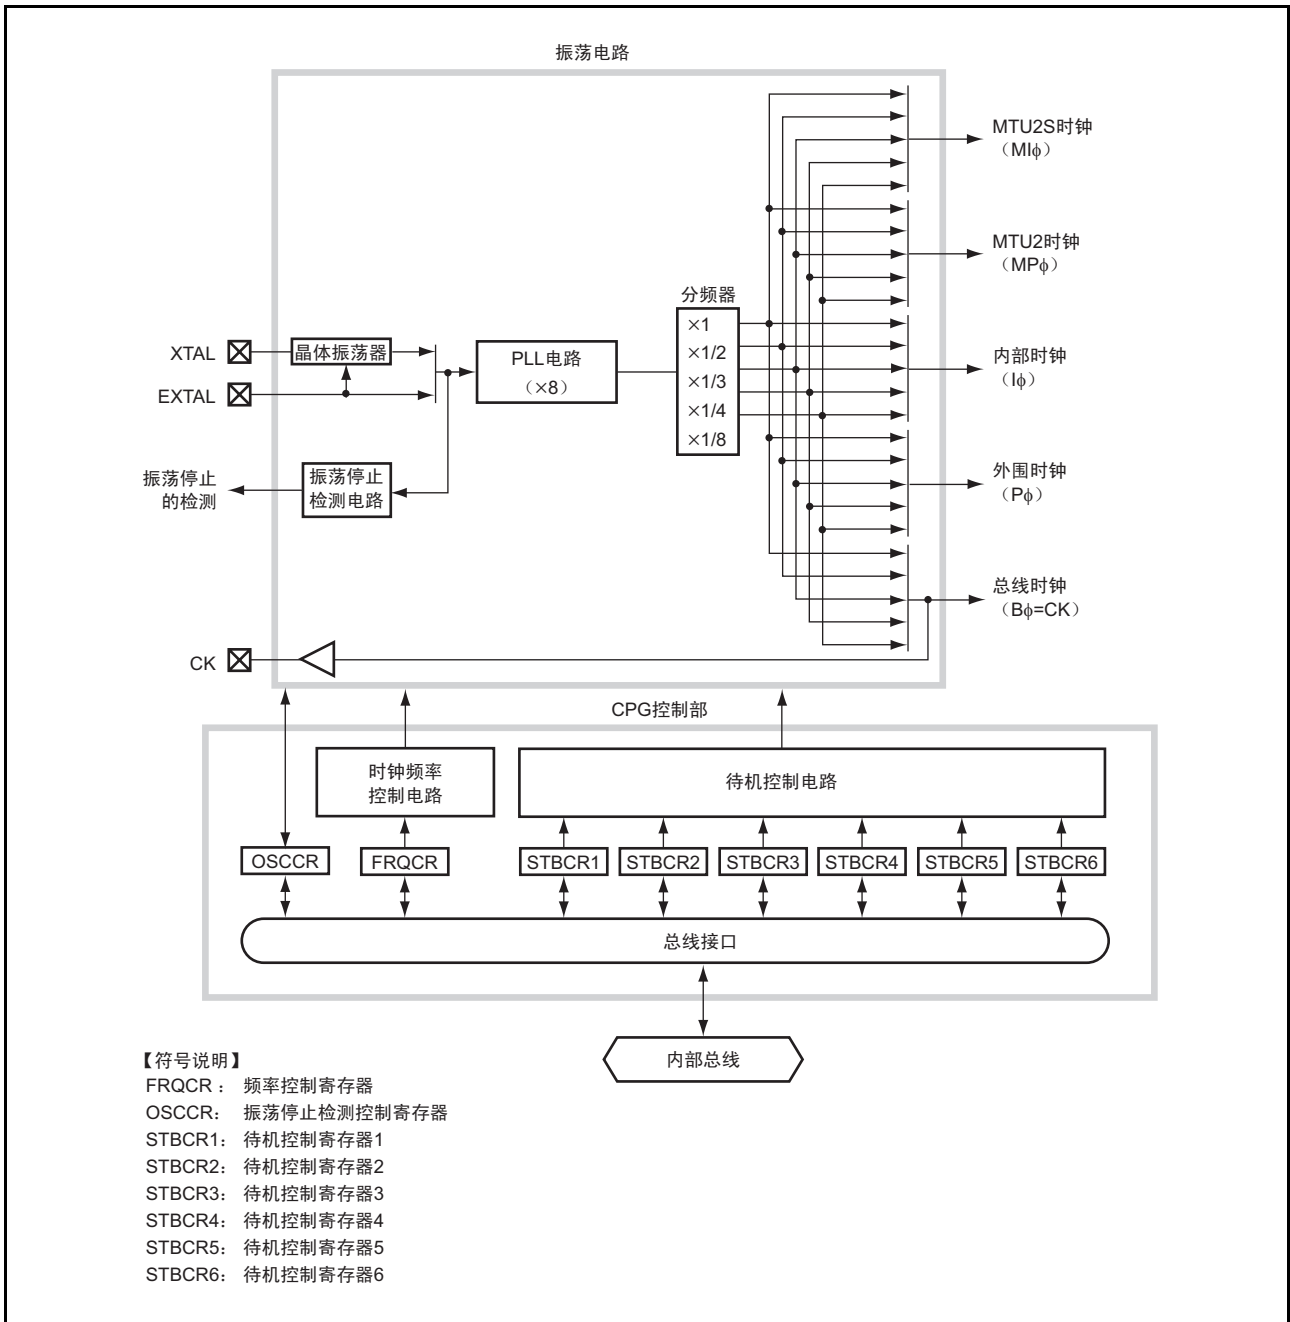 振荡电路
MTU2S时钟
（MIϕ）
MTU2时钟
（MPϕ）
分频器
×1
×1/2
×1/3
×1/4
×1/8
XTAL
晶体振荡器
EXTAL
PLL电路
（×8）
内部时钟
（Iϕ）
振荡停止
的检测
振荡停止
检测电路
外围时钟
（Pϕ）
总线时钟
（Bϕ=CK）
CK
CPG控制部
时钟频率
控制电路
待机控制电路
OSCCR
FRQCR
STBCR1
STBCR2
STBCR3
STBCR4
STBCR5
STBCR6
总线接口
内部总线
【符号说明】
FRQCR： 频率控制寄存器
OSCCR： 振荡停止检测控制寄存器
STBCR1： 待机控制寄存器1
STBCR2： 待机控制寄存器2
STBCR3： 待机控制寄存器3
STBCR4： 待机控制寄存器4
STBCR5： 待机控制寄存器5
STBCR6： 待机控制寄存器6